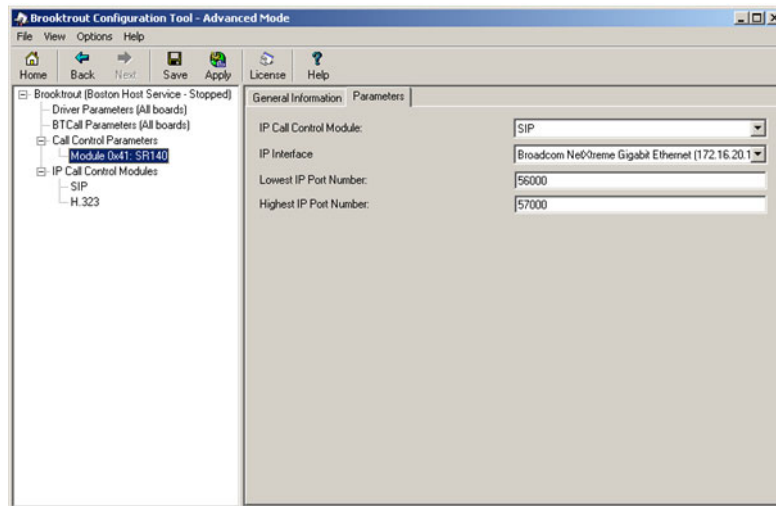 Brooktrout Configuration Tool - Advanced Mode
File View Options Help
Home Back Next Save Apply License Help
Brooktrout (Boston Host Service - Stopped)
Driver Parameters (All boards)
BTCall Parameters (All boards)
Call Control Parameters
Module 0x41: SR140
IP Call Control Modules
SIP
H.323
General Information Parameters
IP Call Control Module: SIP
IP Interface Broadcom NetXtreme Gigabit Ethernet (172.16.20.1
Lowest IP Port Number: 56000
Highest IP Port Number: 57000